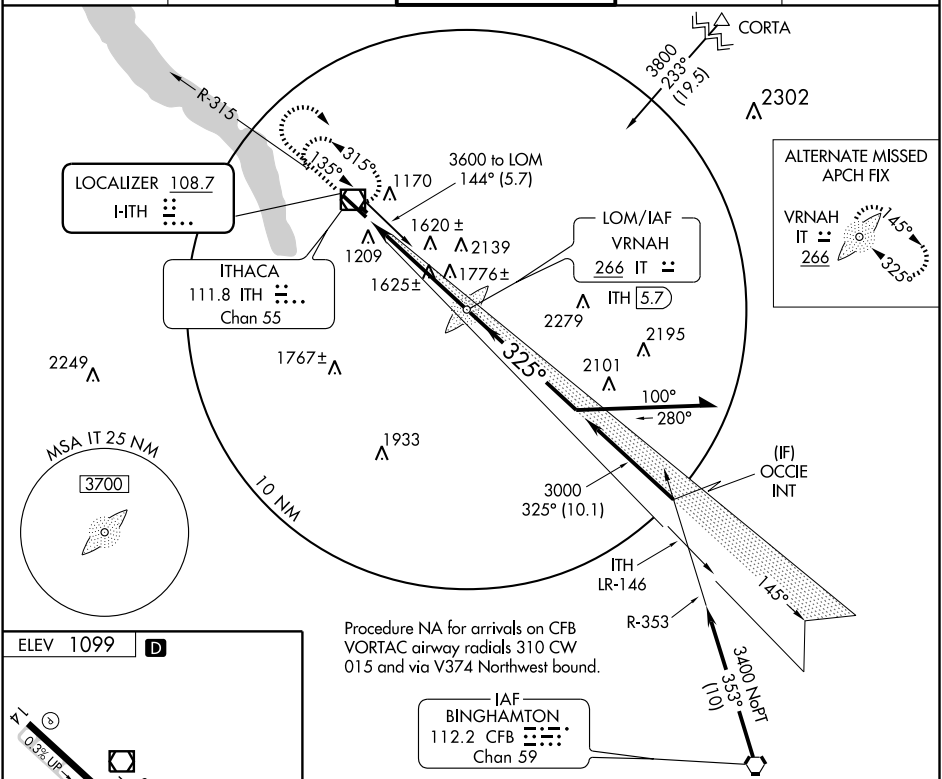 CORTA
3800
233°
(19.5)
2302
R-315
315°
135°
3600 to LOM
144° (5.7)
1170
ALTERNATE MISSED
APCH FIX
VRNAH
IT
266
145°
325°
LOCALIZER 108.7
I-ITH
LOM/IAF
VRNAH
266 IT
ITH 5.7
1620 ±
2139
1209
1625±
1776±
ITHACA
111.8 ITH
Chan 55
2279
2195
2101
2249
1767±
325°
100°
280°
1933
MSA IT 25 NM
3700
10 NM
(IF)
OCCIE
INT
3000
325° (10.1)
ITH
LR-146
145°
R-353
Procedure NA for arrivals on CFB
VORTAC airway radials 310 CW
015 and via V374 Northwest bound.
3400 NoPT
353°
(10)
IAF
BINGHAMTON
112.2 CFB
Chan 59
ELEV 1099 D
14
P
0.3% UP